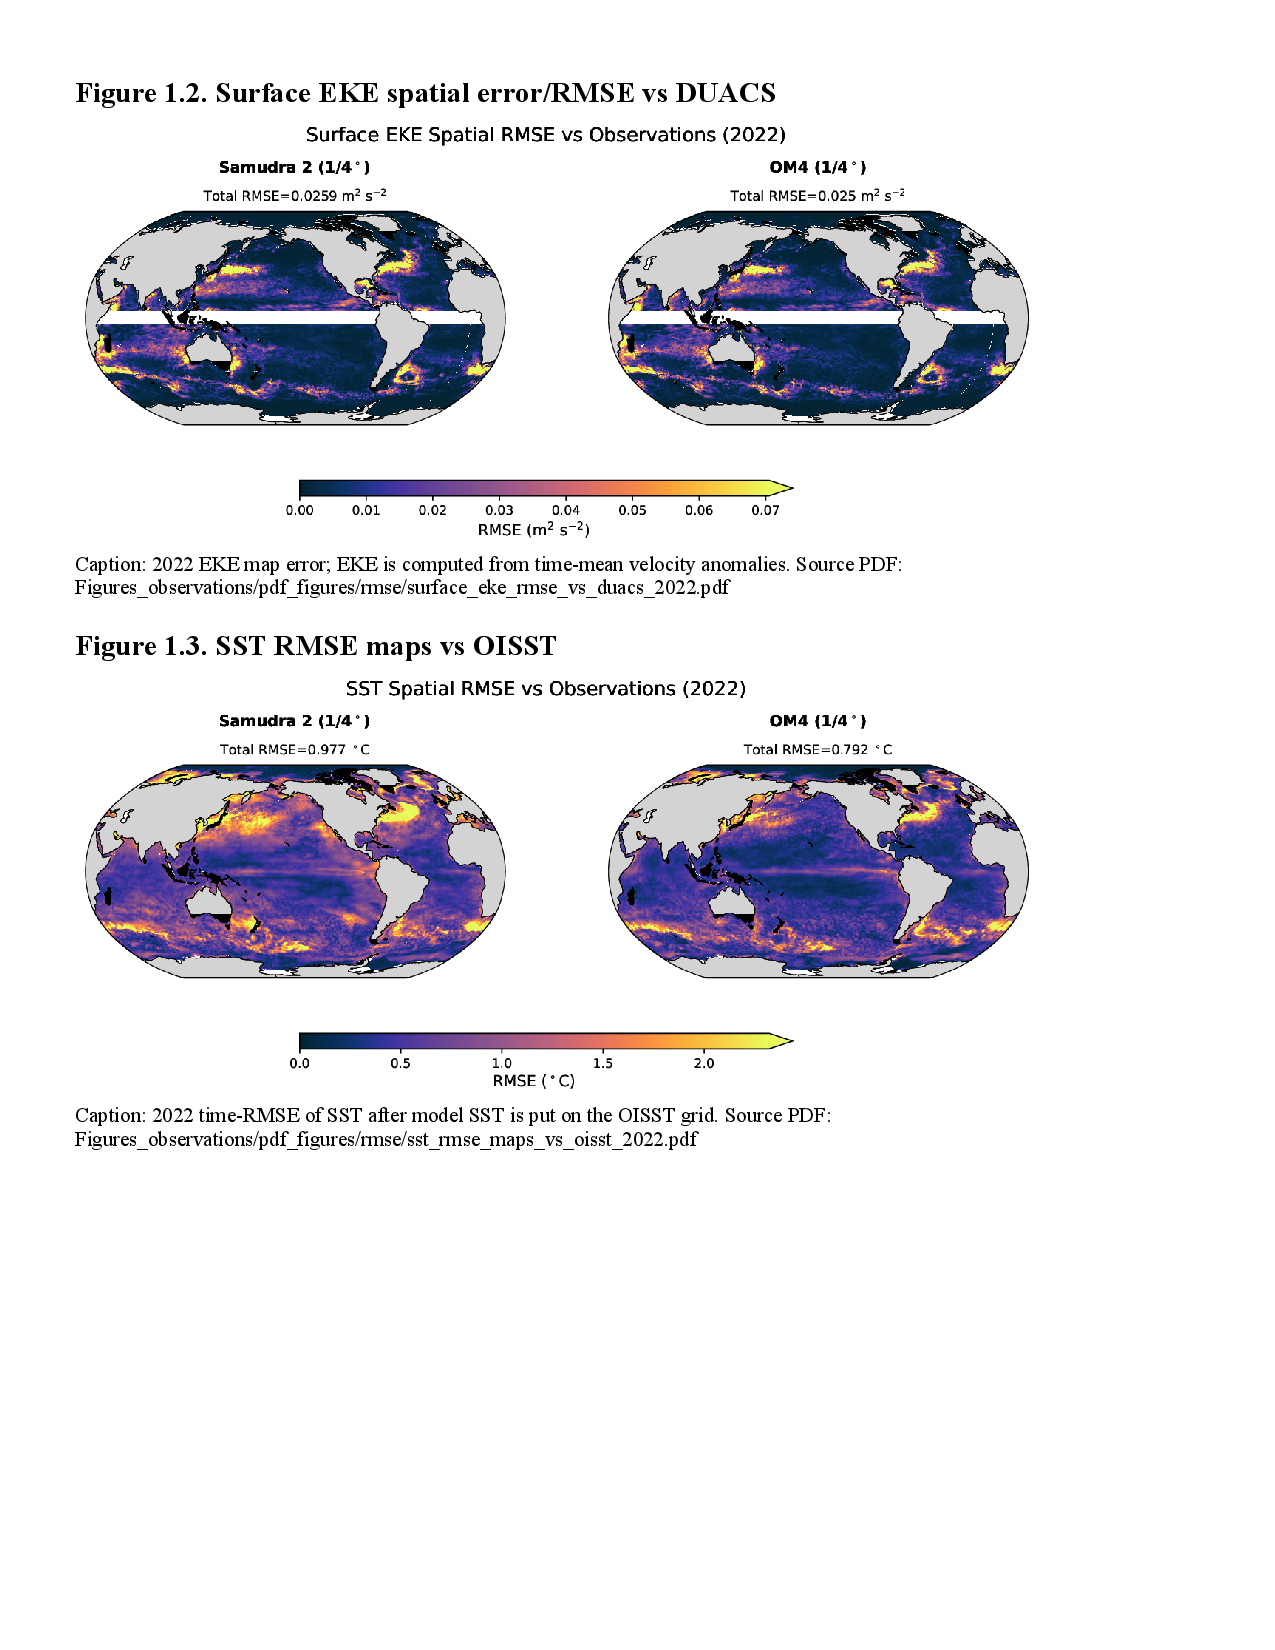 Figure 1.2. Surface EKE spatial error/RMSE vs DUACS
Surface EKE Spatial RMSE vs Observations (2022)
Samudra 2 (1/4°)
OM4 (1/4°)
Total RMSE=0.0259 m² s⁻²
Total RMSE=0.025 m² s⁻²
0.00 0.01 0.02 0.03 0.04 0.05 0.06 0.07
RMSE (m² s⁻²)
Caption: 2022 EKE map error; EKE is computed from time-mean velocity anomalies. Source PDF:
Figures_observations/pdf_figures/rmse/surface_eke_rmse_vs_duacs_2022.pdf
Figure 1.3. SST RMSE maps vs OISST
SST Spatial RMSE vs Observations (2022)
Samudra 2 (1/4°)
OM4 (1/4°)
Total RMSE=0.977 °C
Total RMSE=0.792 °C
0.0 0.5 1.0 1.5 2.0
RMSE (°C)
Caption: 2022 time-RMSE of SST after model SST is put on the OISST grid. Source PDF:
Figures_observations/pdf_figures/rmse/sst_rmse_maps_vs_oisst_2022.pdf